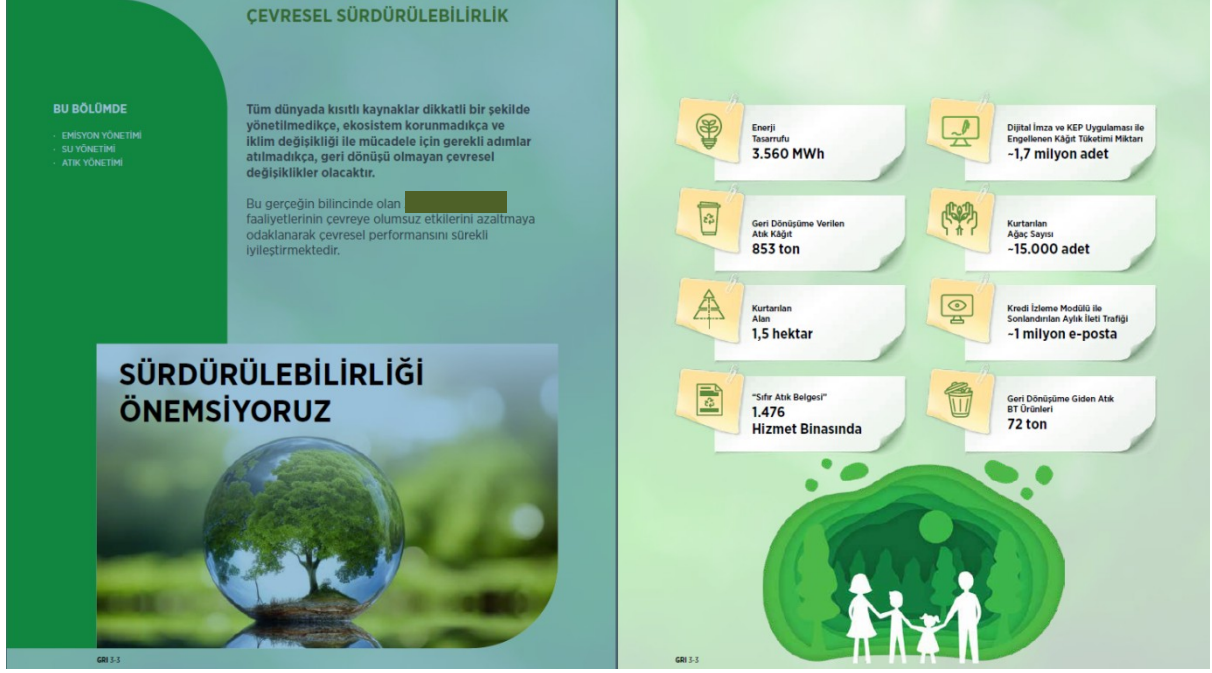 ÇEVRESEL SÜRDÜRÜLEBİLİRLİK
BU BÖLÜMDE
· EMİSYON YÖNETİMİ
· SU YÖNETİMİ
· ATIK YÖNETİMİ
Tüm dünyada kısıtlı kaynaklar dikkatli bir şekilde
yönetilmedikçe, ekosistem korunmadıkça ve
iklim değişikliği ile mücadele için gerekli adımlar
atılmadıkça, geri dönüşü olmayan çevresel
değişiklikler olacaktır.
Bu gerçeğin bilincinde olan
faaliyetlerinin çevreye olumsuz etkilerini azaltmaya
odaklanarak çevresel performansını sürekli
iyileştirmektedir.
SÜRDÜRÜLEBİLİRLİĞİ
ÖNEMSİYORUZ
GRI 3-3
Enerji
Tasarrufu
3.560 MWh
Dijital İmza ve KEP Uygulaması ile
Engellenen Kâğıt Tüketimi Miktarı
~1,7 milyon adet
Geri Dönüşüme Verilen
Atık Kâğıt
853 ton
Kurtarılan
Ağaç Sayısı
~15.000 adet
Kurtarılan
Alan
1,5 hektar
Kredi İzleme Modülü ile
Sonlandırılan Aylık İleti Trafiği
~1 milyon e-posta
"Sıfır Atık Belgesi"
1.476
Hizmet Binasında
Geri Dönüşüme Giden Atık
BT Ürünleri
72 ton
GRI 3-3